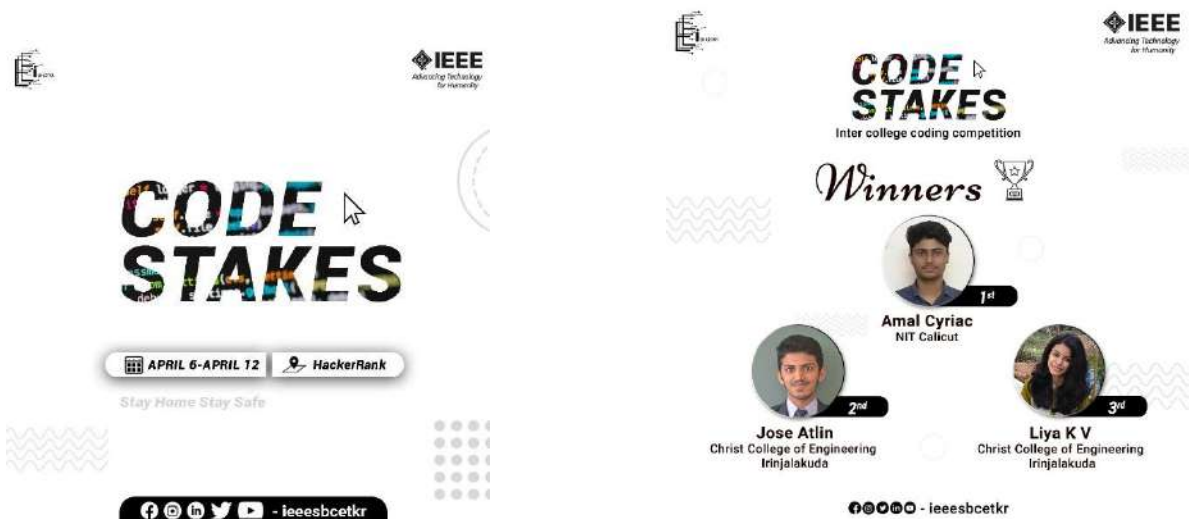 IEEE
Advancing Technology
for Humanity
CODE
STAKES
APRIL 6-APRIL 12
HackerRank
Stay Home Stay Safe
- ieeesbcetkr
IEEE
Advancing Technology
for Humanity
CODE
STAKES
Inter college coding competition
Winners
1st
Amal Cyriac
NIT Calicut
2nd
Jose Atlin
Christ College of Engineering
Irinjalakuda
3rd
Liya K V
Christ College of Engineering
Irinjalakuda
- ieeesbcetkr